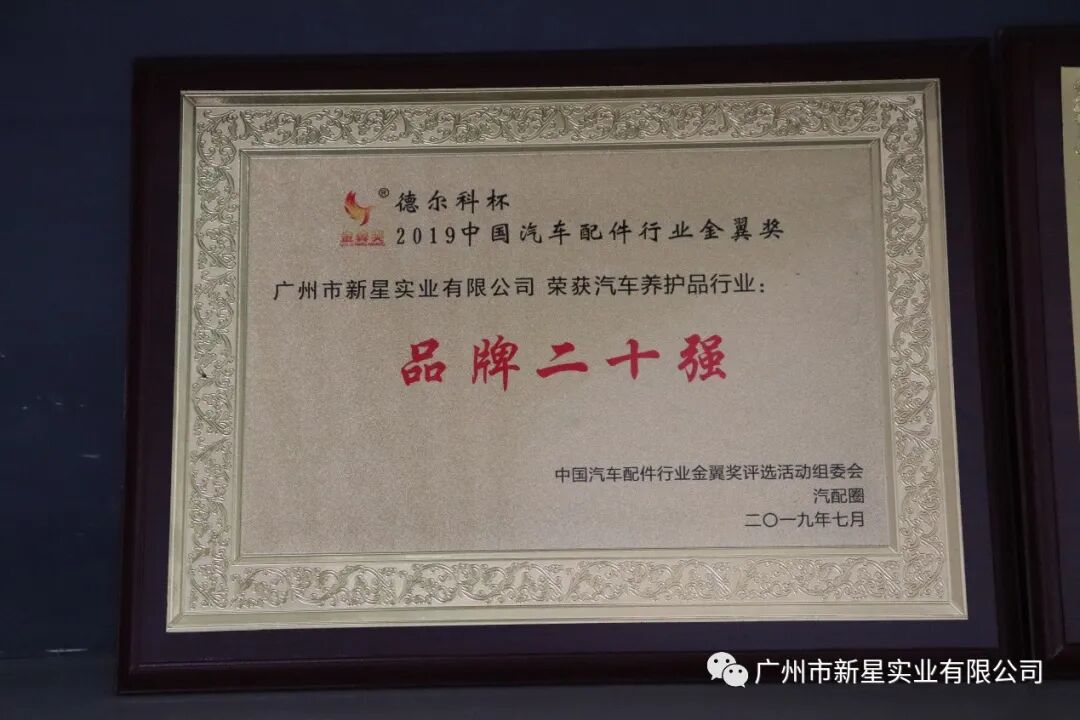 德尔科杯
金翼奖®
2019中国汽车配件行业金翼奖
广州市新星实业有限公司 荣获汽车养护品行业：
品牌二十强
中国汽车配件行业金翼奖评选活动组委会
汽配圈
二〇一九年七月
广州市新星实业有限公司